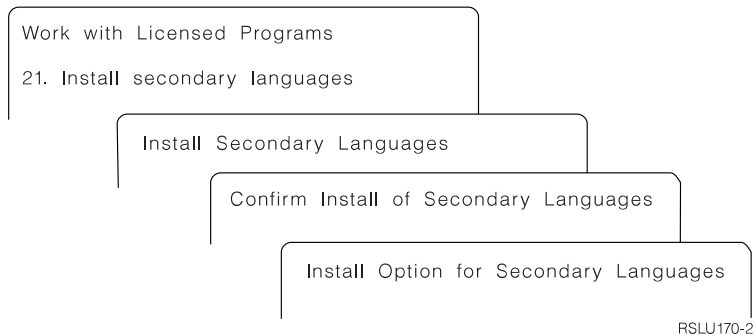 Work with Licensed Programs
21. Install secondary languages
Install Secondary Languages
Confirm Install of Secondary Languages
Install Option for Secondary Languages
RSLU170-2